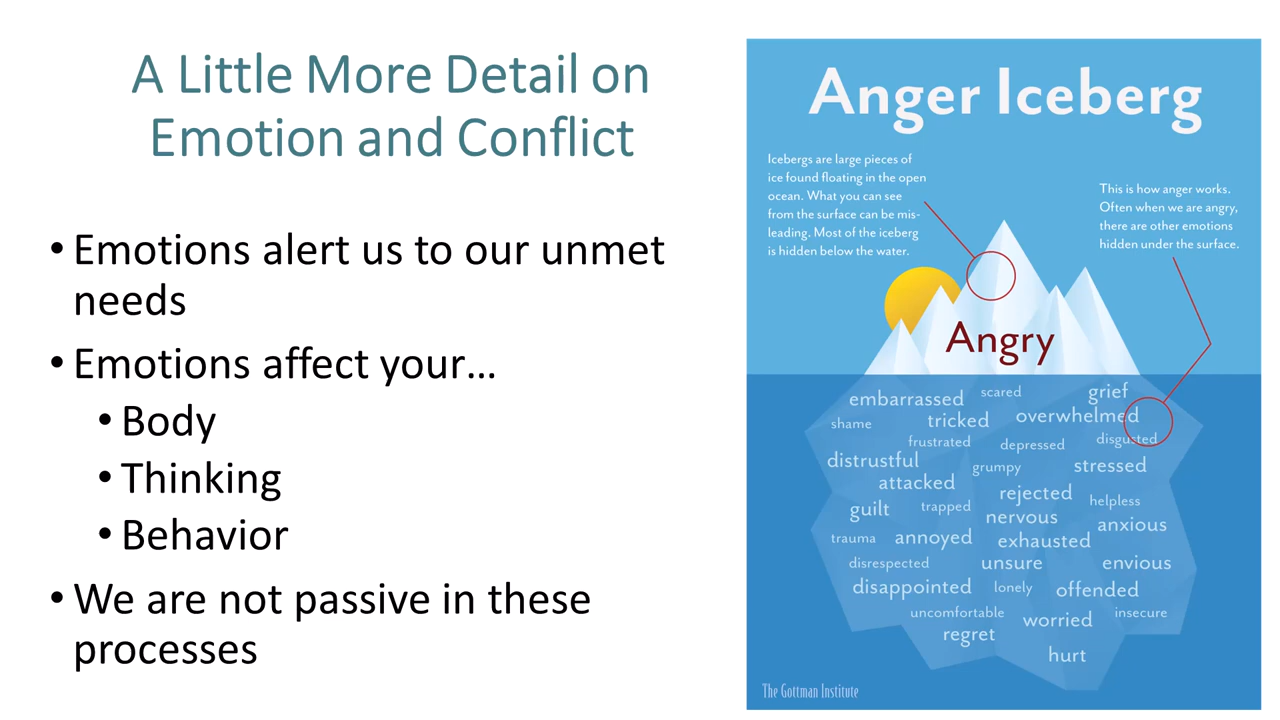 A Little More Detail on
Emotion and Conflict
• Emotions alert us to our unmet
needs
• Emotions affect your…
• Body
• Thinking
• Behavior
• We are not passive in these
processes
Anger Iceberg
Icebergs are large pieces of
ice found floating in the open
ocean. What you can see
from the surface can be mis-
leading. Most of the iceberg
is hidden below the water.
This is how anger works.
Often when we are angry,
there are other emotions
hidden under the surface.
Angry
embarrassed scared grief
shame tricked overwhelmed
frustrated depressed disgusted
distrustful grumpy stressed
attacked rejected helpless
guilt trapped nervous anxious
trauma annoyed exhausted
disrespected unsure envious
disappointed lonely offended
uncomfortable worried insecure
regret
hurt
The Gottman Institute